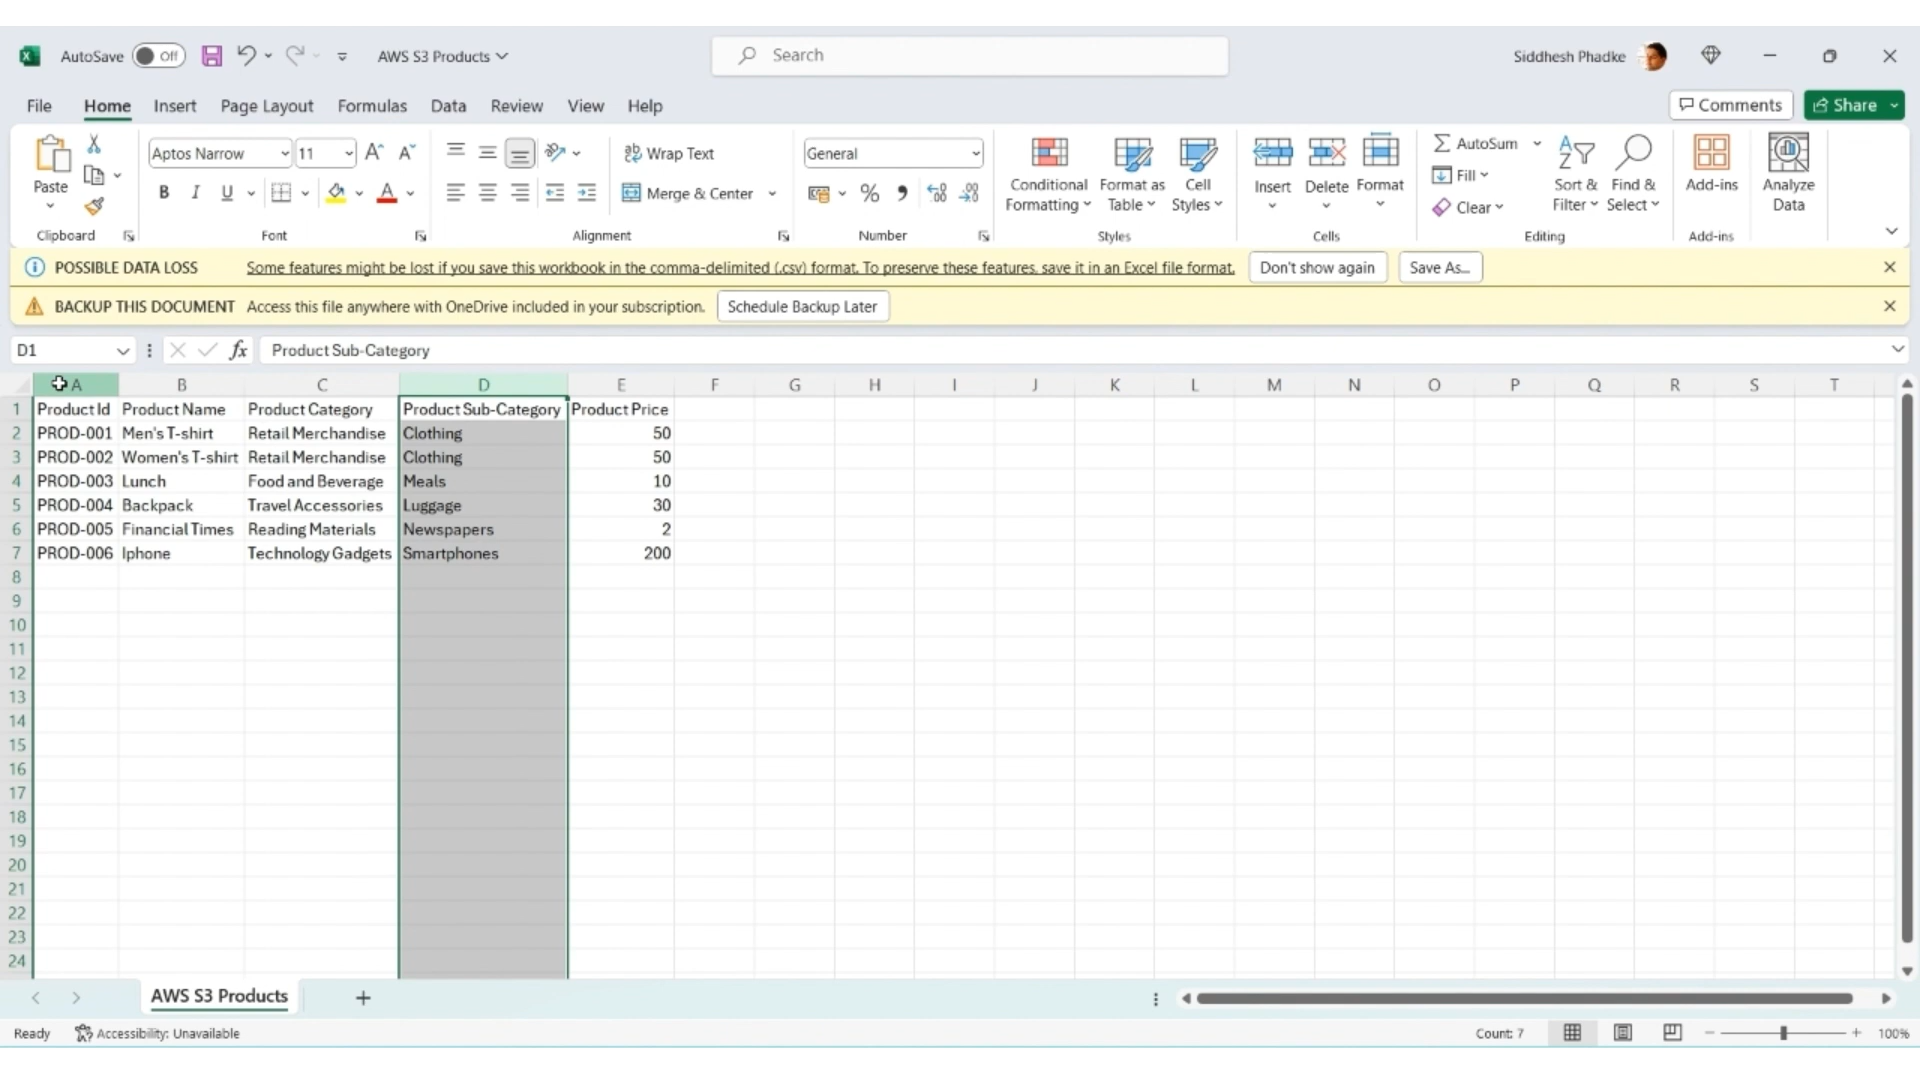 AutoSave Off AWS S3 Products Search Siddhesh Phadke
File Home Insert Page Layout Formulas Data Review View Help Comments Share
Paste
Clipboard
Aptos Narrow 11
B I U A
Font
Wrap Text
Merge & Center
Alignment
General
Number
Conditional Formatting
Format as Table
Cell Styles
Styles
Insert Delete Format
Cells
AutoSum
Fill
Clear
Sort & Filter
Find & Select
Editing
Add-ins
Add-ins
Analyze Data
POSSIBLE DATA LOSS Some features might be lost if you save this workbook in the comma-delimited (.csv) format. To preserve these features, save it in an Excel file format. Don't show again Save As...
BACKUP THIS DOCUMENT Access this file anywhere with OneDrive included in your subscription. Schedule Backup Later
D1 fx Product Sub-Category
A B C D E F G H I J K L M N O P Q R S T
1 Product Id Product Name Product Category Product Sub-Category Product Price
2 PROD-001 Men's T-shirt Retail Merchandise Clothing 50
3 PROD-002 Women's T-shirt Retail Merchandise Clothing 50
4 PROD-003 Lunch Food and Beverage Meals 10
5 PROD-004 Backpack Travel Accessories Luggage 30
6 PROD-005 Financial Times Reading Materials Newspapers 2
7 PROD-006 Iphone Technology Gadgets Smartphones 200
8
9
10
11
12
13
14
15
16
17
18
19
20
21
22
23
24
AWS S3 Products
Ready Accessibility: Unavailable Count: 7 100%